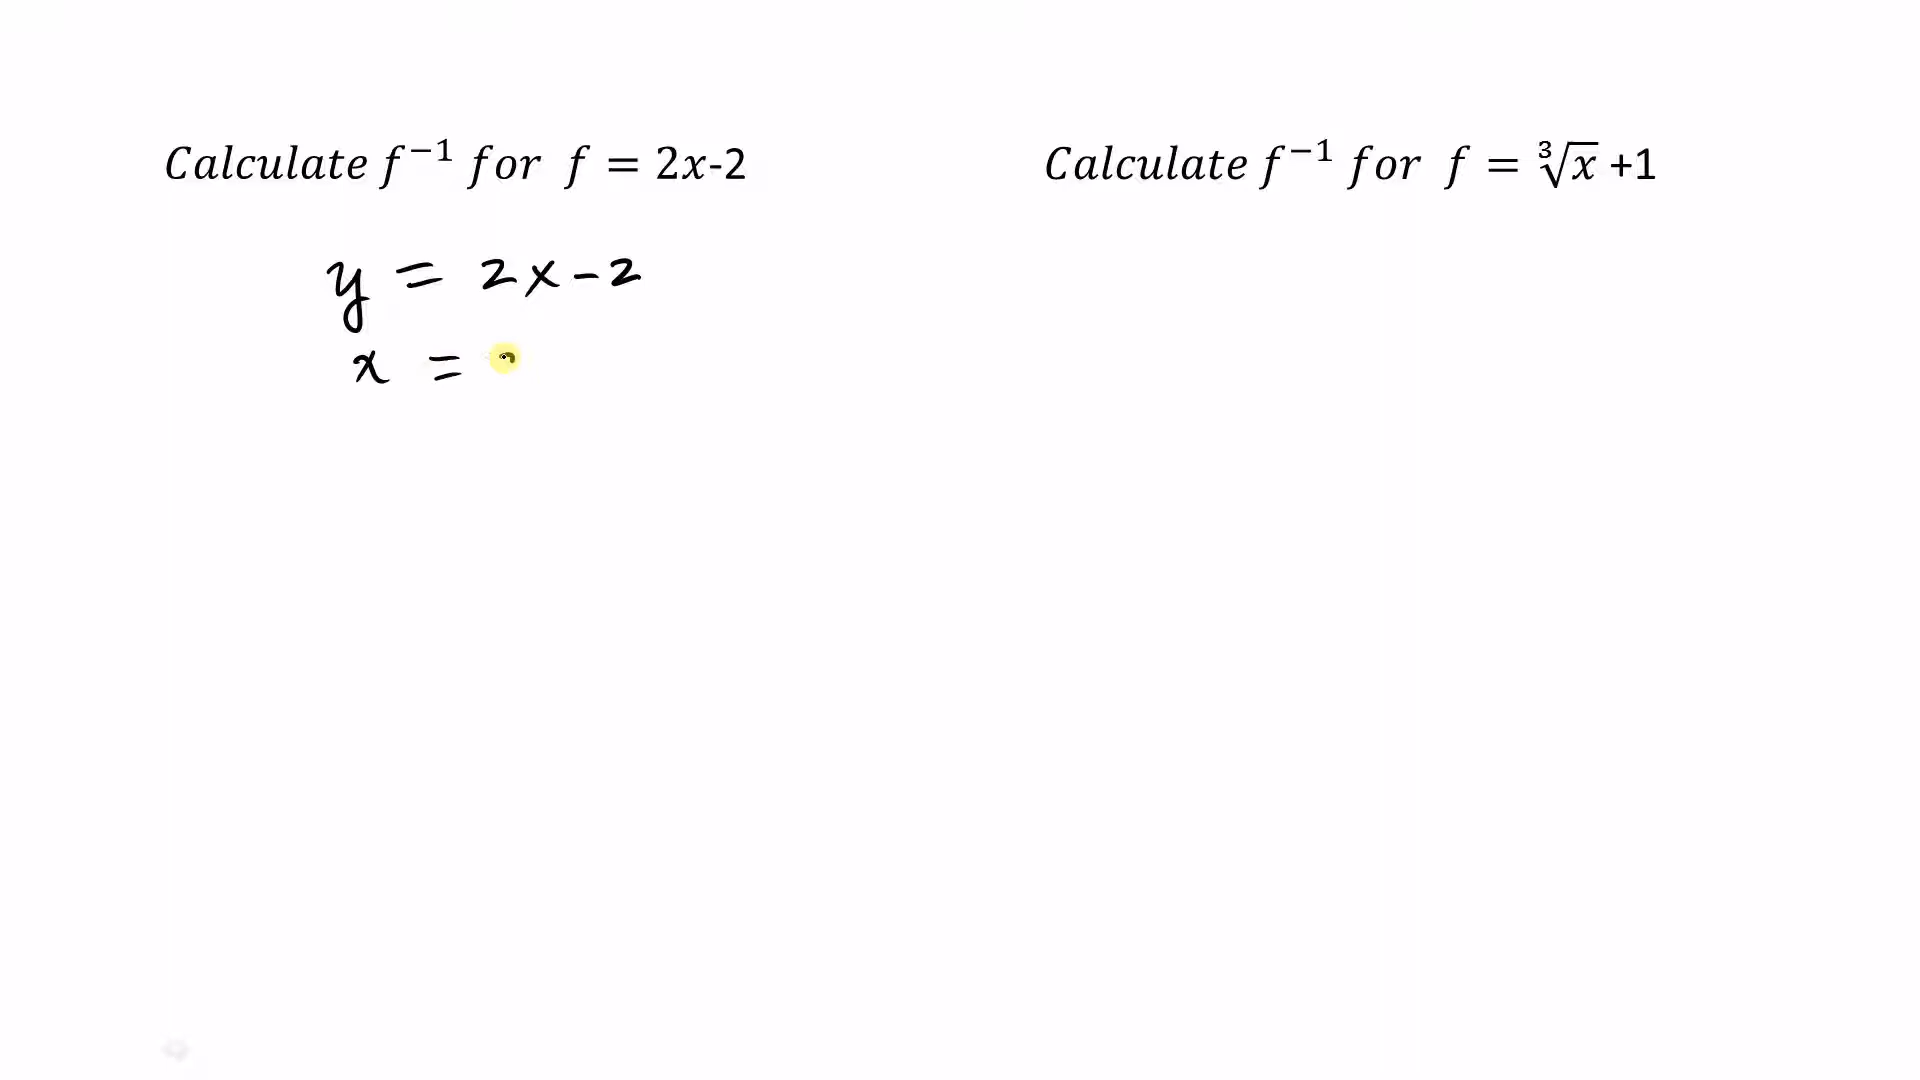 Calculate f⁻¹ for f = 2x-2
y = 2x-2
x =
Calculate f⁻¹ for f = ∛x +1